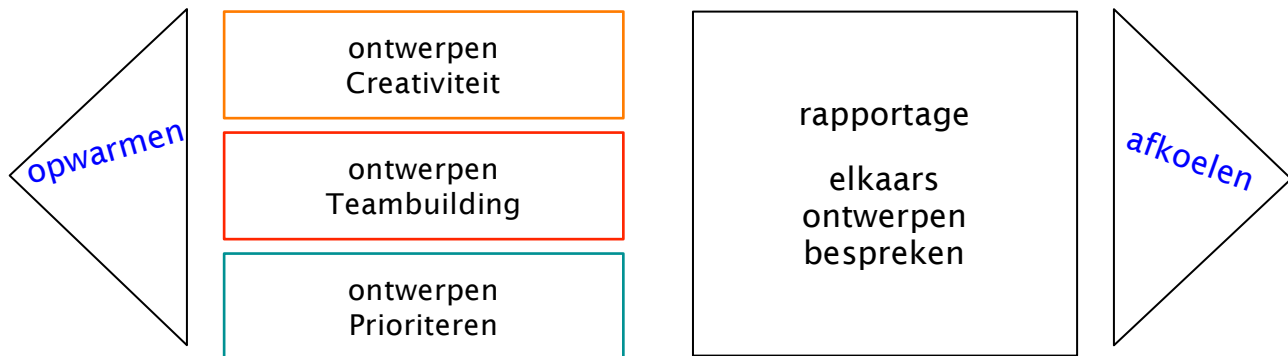 opwarmen
ontwerpen
Creativiteit
ontwerpen
Teambuilding
ontwerpen
Prioriteren
rapportage
elkaars
ontwerpen
bespreken
afkoelen